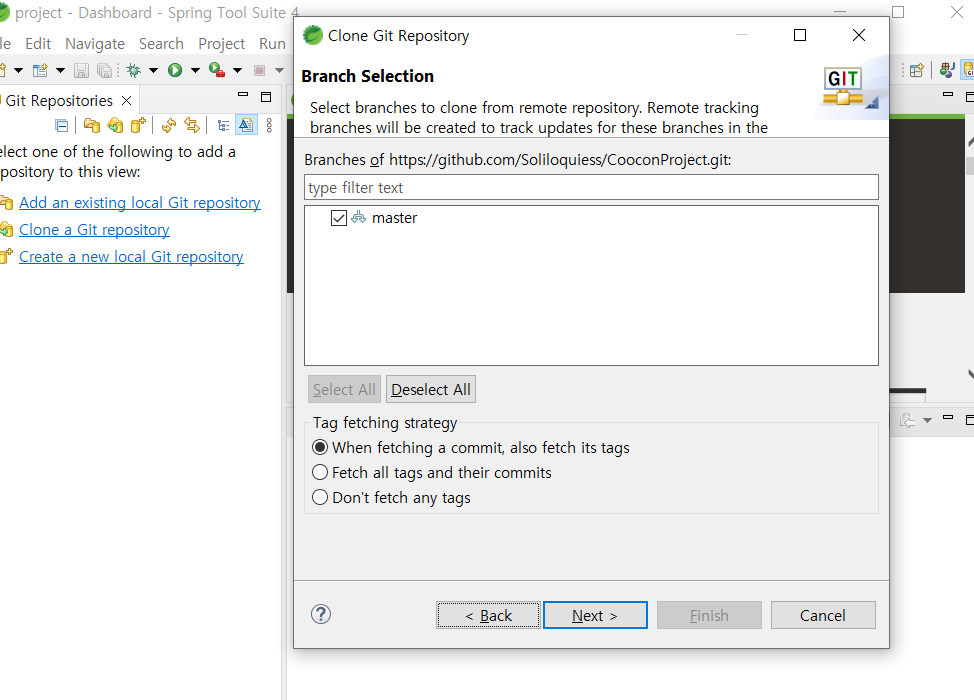 project - Dashboard - Spring Tool Suite 4
le Edit Navigate Search Project Run
Git Repositories
elect one of the following to add a
pository to this view:
Add an existing local Git repository
Clone a Git repository
Create a new local Git repository
Clone Git Repository
Branch Selection
Select branches to clone from remote repository. Remote tracking
branches will be created to track updates for these branches in the
GIT
Branches of https://github.com/Soliloquiess/CooconProject.git:
type filter text
master
Select All Deselect All
Tag fetching strategy
When fetching a commit, also fetch its tags
Fetch all tags and their commits
Don't fetch any tags
? < Back Next > Finish Cancel